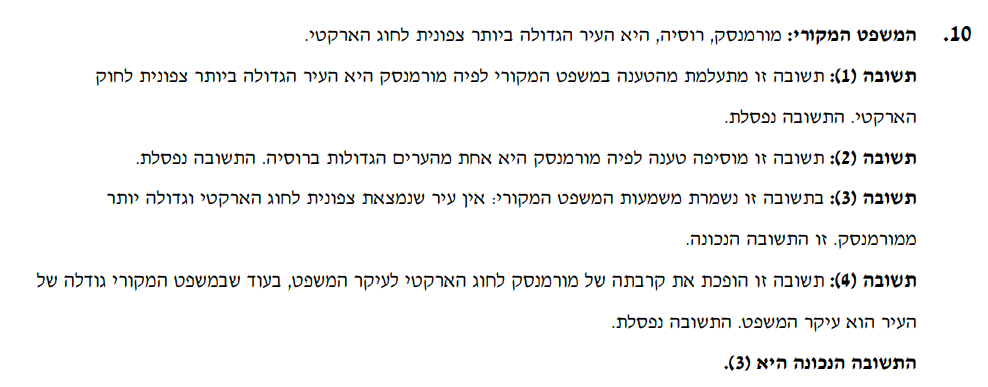 10. המשפט המקורי: מורמנסק, רוסיה, היא העיר הגדולה ביותר צפונית לחוג הארקטי.
תשובה (1): תשובה זו מתעלמת מהטענה במשפט המקורי לפיה מורמנסק היא העיר הגדולה ביותר צפונית לחוק
הארקטי. התשובה נפסלת.
תשובה (2): תשובה זו מוסיפה טענה לפיה מורמנסק היא אחת מהערים הגדולות ברוסיה. התשובה נפסלת.
תשובה (3): בתשובה זו נשמרת משמעות המשפט המקורי: אין עיר שנמצאת צפונית לחוג הארקטי וגדולה יותר
ממורמנסק. זו התשובה הנכונה.
תשובה (4): תשובה זו הופכת את קרבתה של מורמנסק לחוג הארקטי לעיקר המשפט, בעוד שבמשפט המקורי גודלה של
העיר הוא עיקר המשפט. התשובה נפסלת.
התשובה הנכונה היא (3).